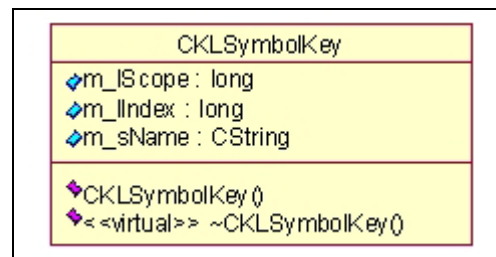 CKLSymbolKey
m_lScope : long
m_lIndex : long
m_sName : CString
CKLSymbolKey()
<<virtual>> ~CKLSymbolKey()